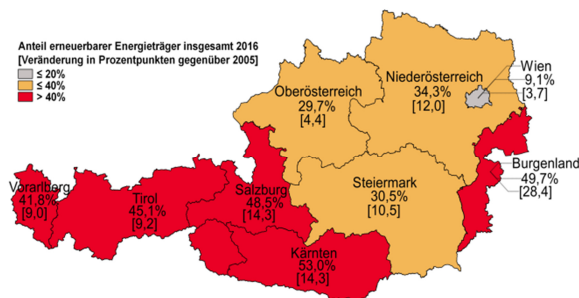 Anteil erneuerbarer Energieträger insgesamt 2016
[Veränderung in Prozentpunkten gegenüber 2005]
≤ 20%
≤ 40%
> 40%
Wien
9,1%
[3,7]
Niederösterreich
34,3%
[12,0]
Oberösterreich
29,7%
[4,4]
Burgenland
49,7%
[28,4]
Steiermark
30,5%
[10,5]
Vorarlberg
41,8%
[9,0]
Tirol
45,1%
[9,2]
Salzburg
48,5%
[14,3]
Kärnten
53,0%
[14,3]